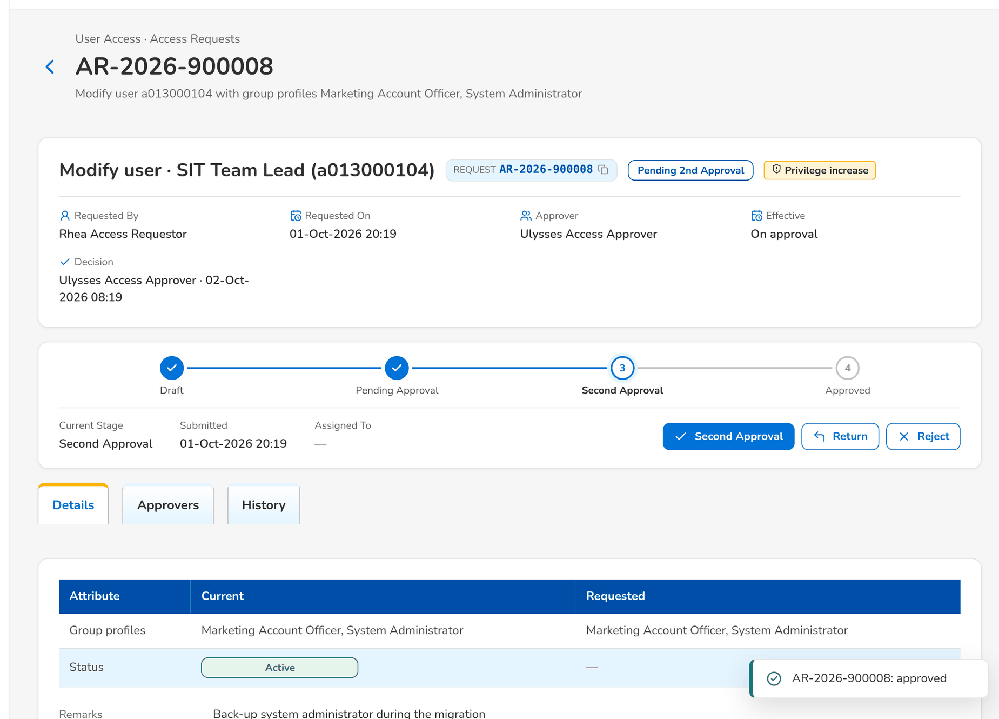 User Access · Access Requests
AR-2026-900008
Modify user a013000104 with group profiles Marketing Account Officer, System Administrator
Modify user · SIT Team Lead (a013000104)
REQUEST AR-2026-900008
Pending 2nd Approval
Privilege increase
Requested By
Rhea Access Requestor
Requested On
01-Oct-2026 20:19
Approver
Ulysses Access Approver
Effective
On approval
Decision
Ulysses Access Approver · 02-Oct-
2026 08:19
Draft
Pending Approval
3
Second Approval
4
Approved
Current Stage
Second Approval
Submitted
01-Oct-2026 20:19
Assigned To
—
Second Approval
Return
Reject
Details
Approvers
History
Attribute
Current
Requested
Group profiles
Marketing Account Officer, System Administrator
Marketing Account Officer, System Administrator
Status
Active
—
AR-2026-900008: approved
Remarks
Back-up system administrator during the migration